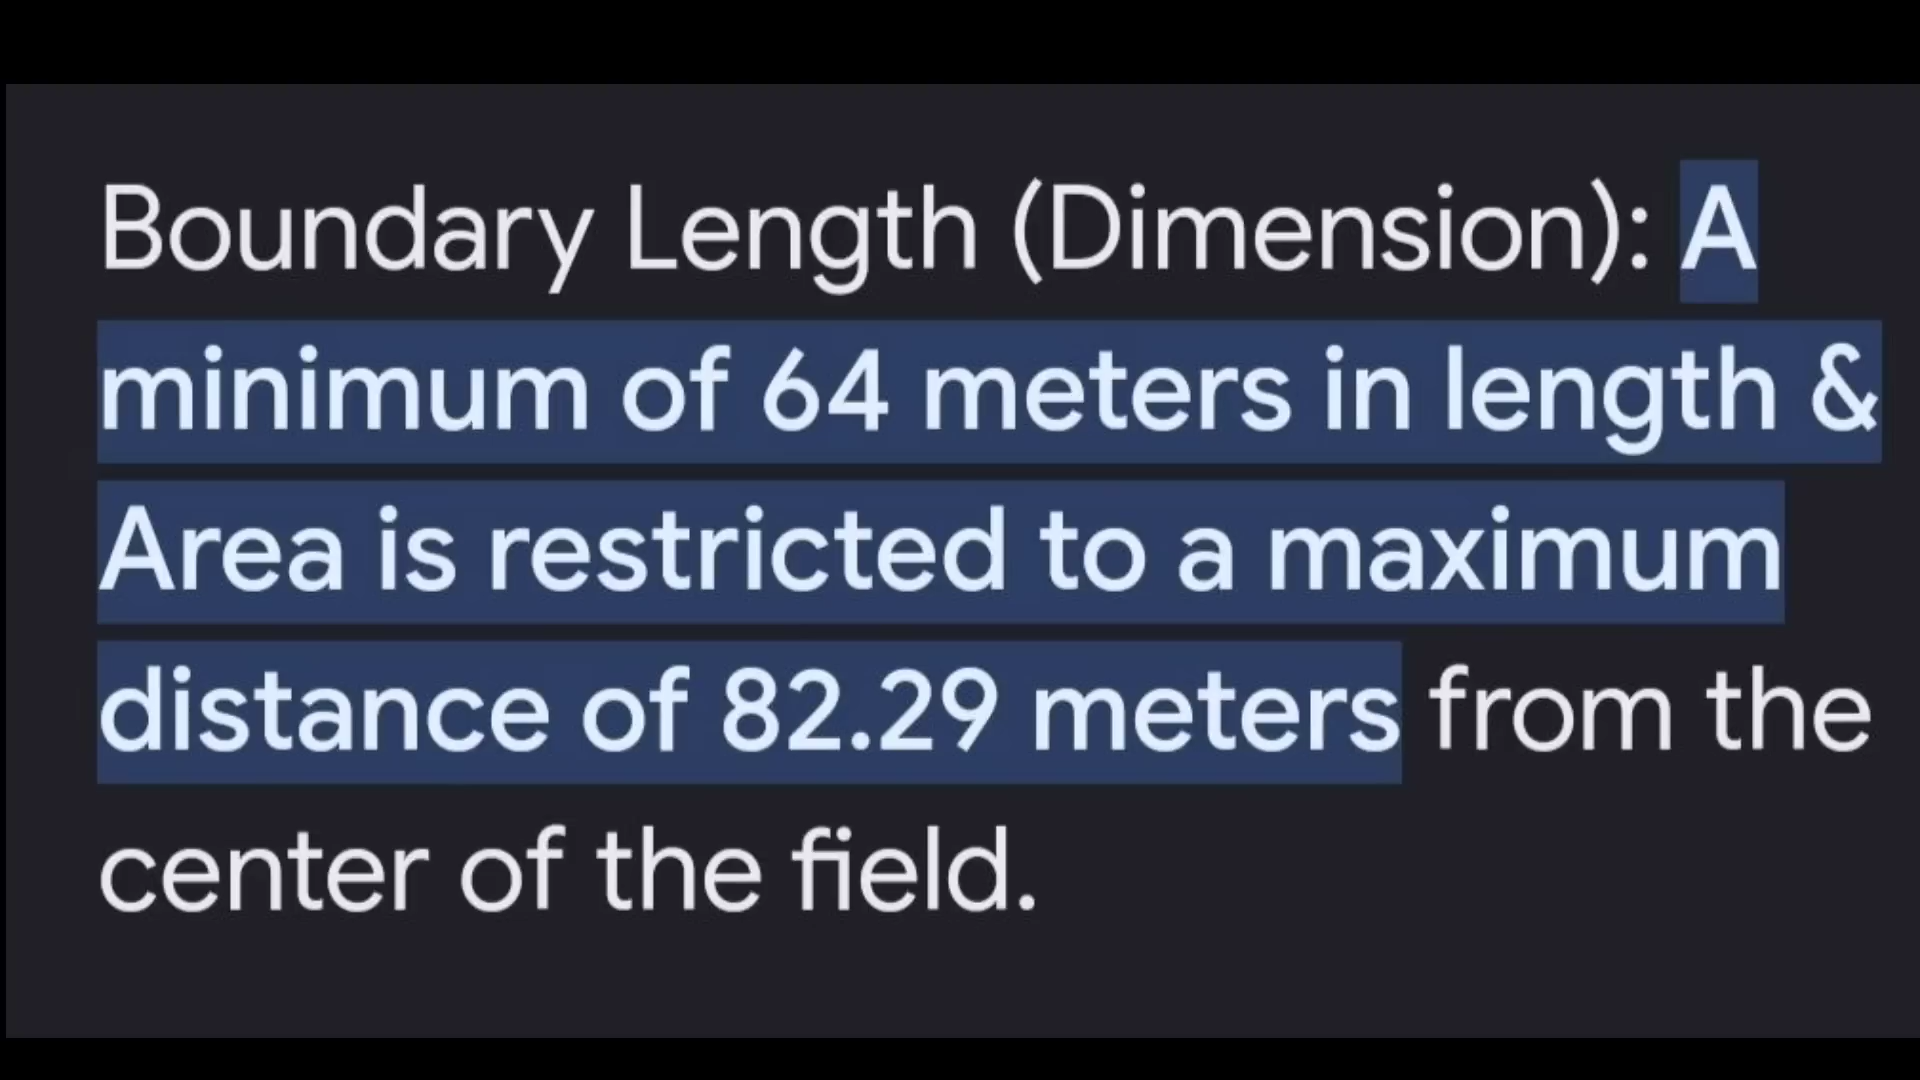 Boundary Length (Dimension): A
minimum of 64 meters in length &
Area is restricted to a maximum
distance of 82.29 meters from the
center of the field.